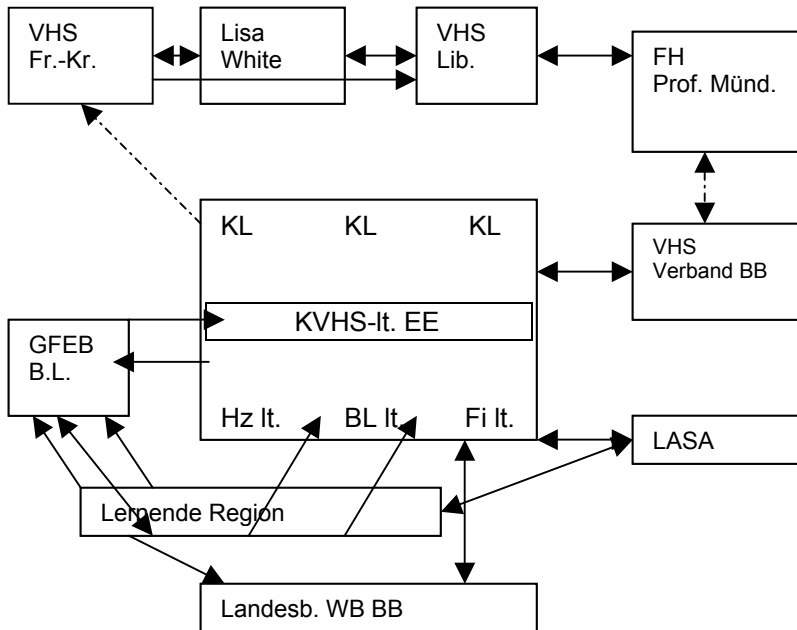 VHS
Fr.-Kr.
Lisa
White
VHS
Lib.
FH
Prof. Münd.
KL KL KL
VHS
Verband BB
KVHS-lt. EE
GFEB
B.L.
Hz lt. BL lt. Fi lt.
LASA
Lernende Region
Landesb. WB BB